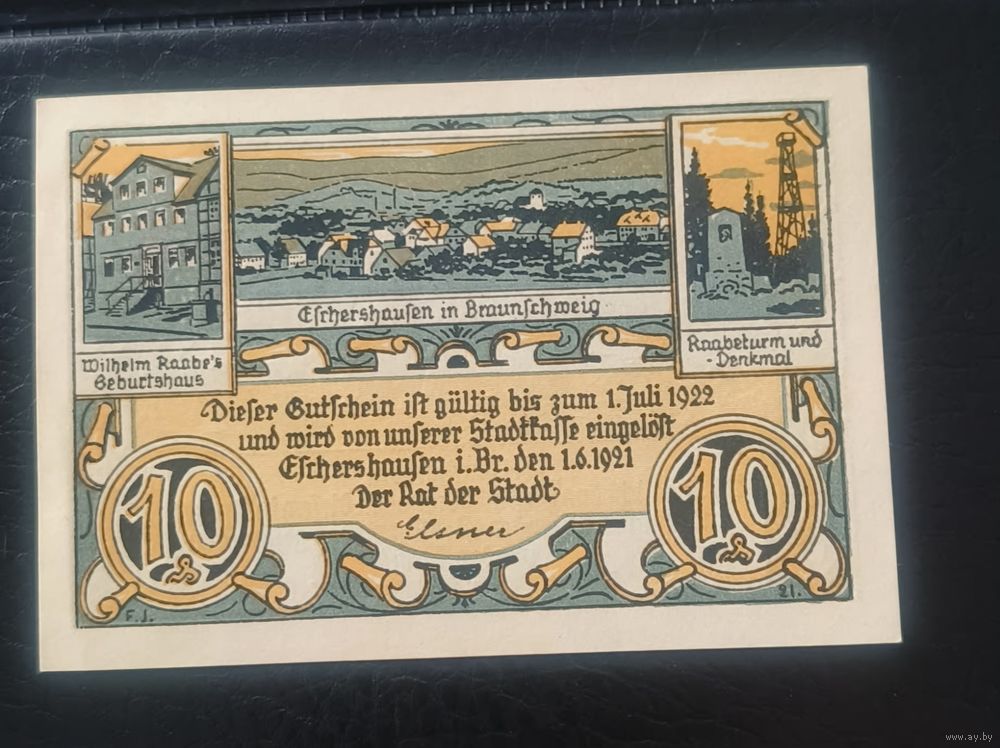 Wilhelm Raabe's
Geburtshaus
Eschershausen in Braunschweig
Raabeturm und
-Denkmal
Dieser Gutschein ist gültig bis zum 1. Juli 1922
und wird von unserer Stadtkasse eingelöst
Eschershausen i. Br. den 1.6.1921
Der Rat der Stadt
Elsner
10
10
F.J.
21.
www.ay.by